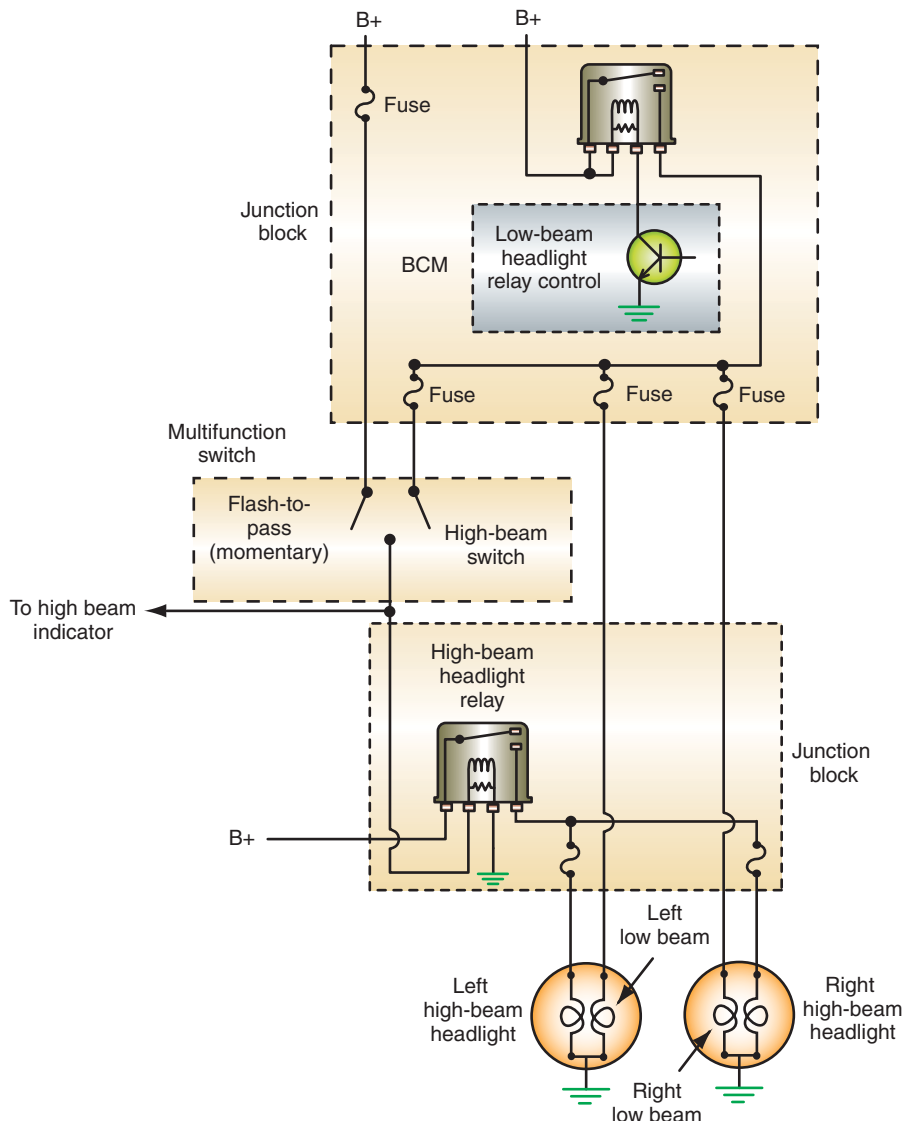 B+
B+
Fuse
Junction
block
Low-beam
headlight
relay control
BCM
Fuse
Fuse
Fuse
Multifunction
switch
Flash-to-
pass
(momentary)
High-beam
switch
To high beam
indicator
High-beam
headlight
relay
Junction
block
B+
Left
low beam
Left
high-beam
headlight
Right
high-beam
headlight
Right
low beam